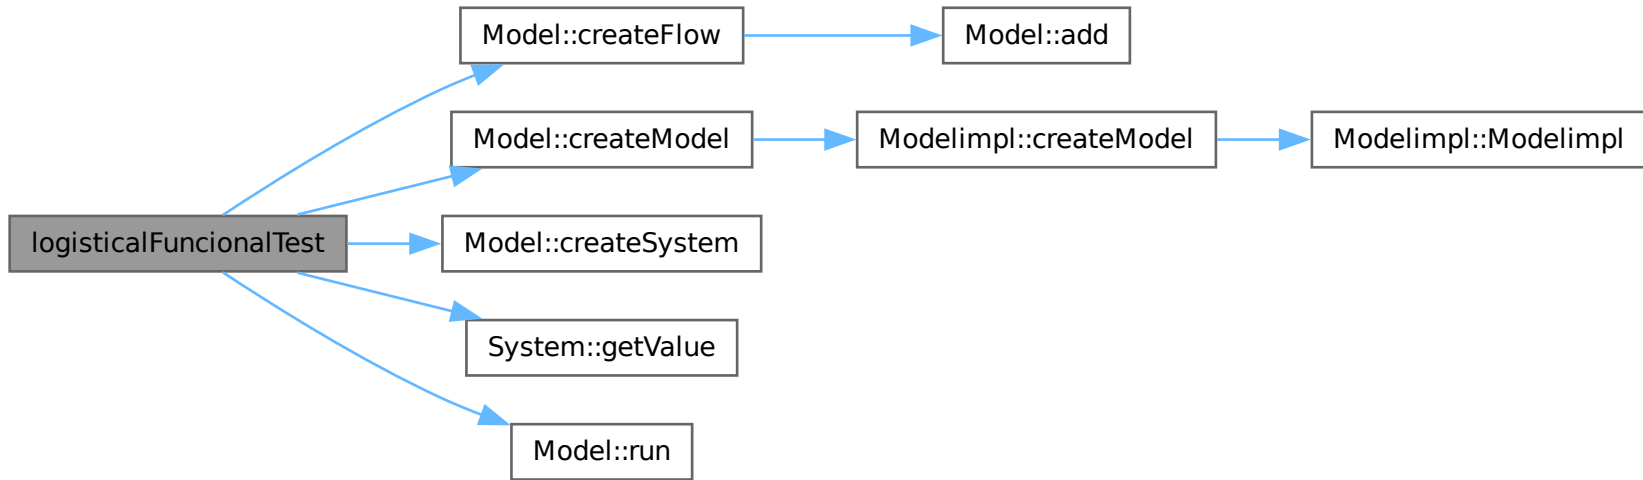 Model::createFlow
Model::add
Model::createModel
Modelimpl::createModel
Modelimpl::Modelimpl
logisticalFuncionalTest
Model::createSystem
System::getValue
Model::run